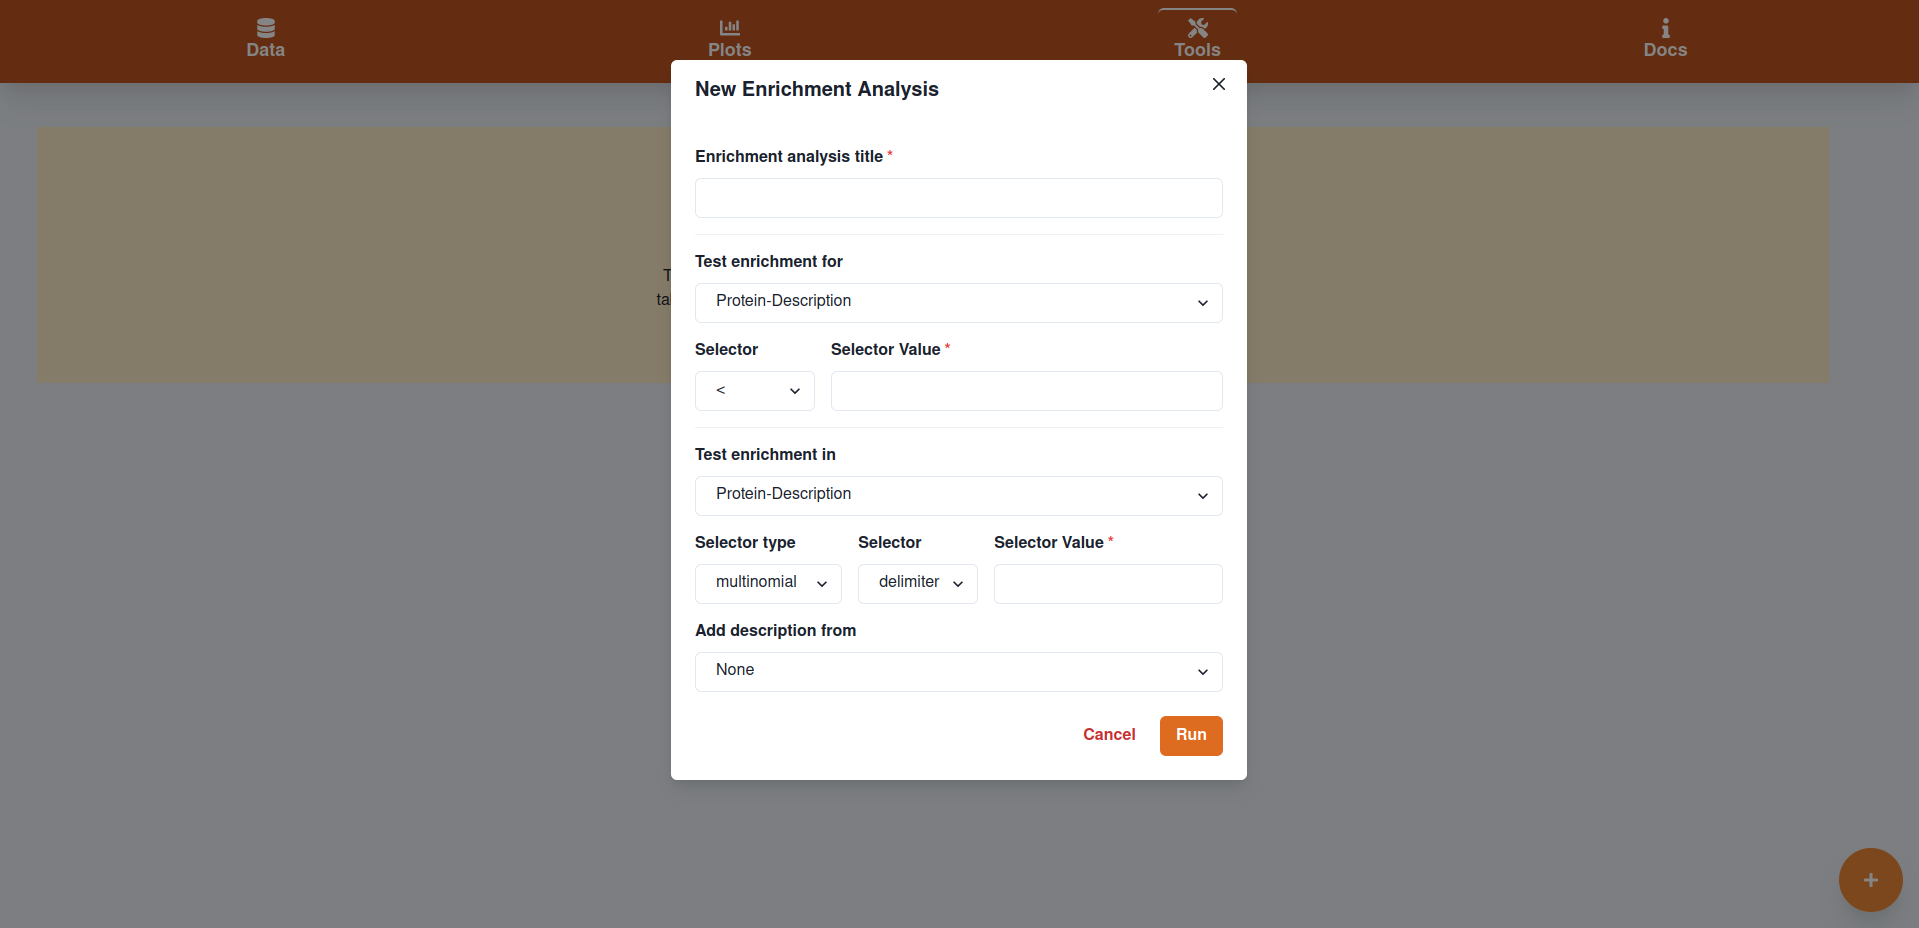 Data
Plots
Tools
Docs
New Enrichment Analysis
Enrichment analysis title *
Test enrichment for
Protein-Description
Selector Selector Value *
<
Test enrichment in
Protein-Description
Selector type Selector Selector Value *
multinomial delimiter
Add description from
None
Cancel Run
+